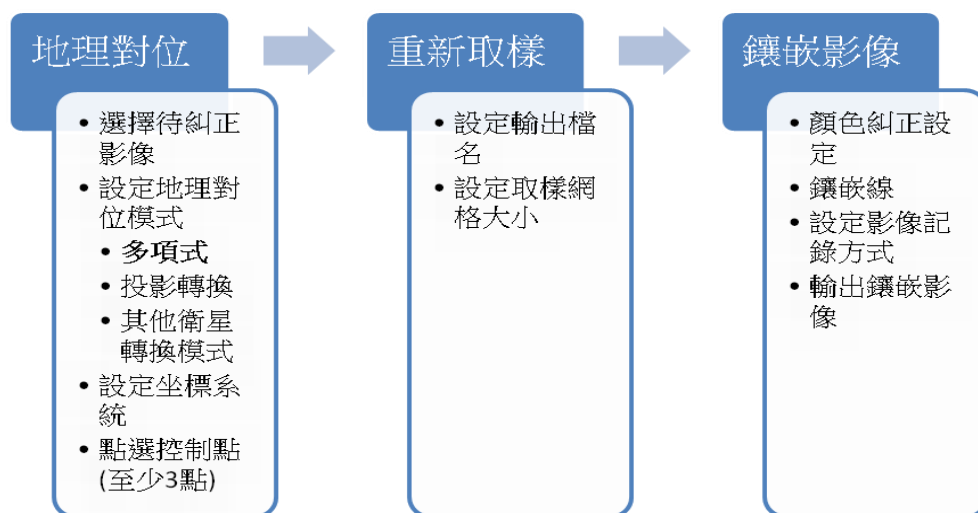 地理對位
• 選擇待糾正
影像
• 設定地理對
位模式
• 多項式
• 投影轉換
• 其他衛星
轉換模式
• 設定坐標系
統
• 點選控制點
(至少3點)
重新取樣
• 設定輸出檔
名
• 設定取樣網
格大小
鑲嵌影像
• 顏色糾正設
定
• 鑲嵌線
• 設定影像記
錄方式
• 輸出鑲嵌影
像